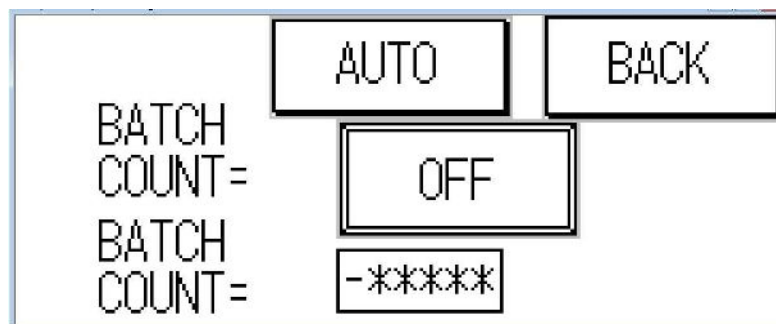 AUTO BACK
BATCH
COUNT= OFF
BATCH
COUNT= -*****